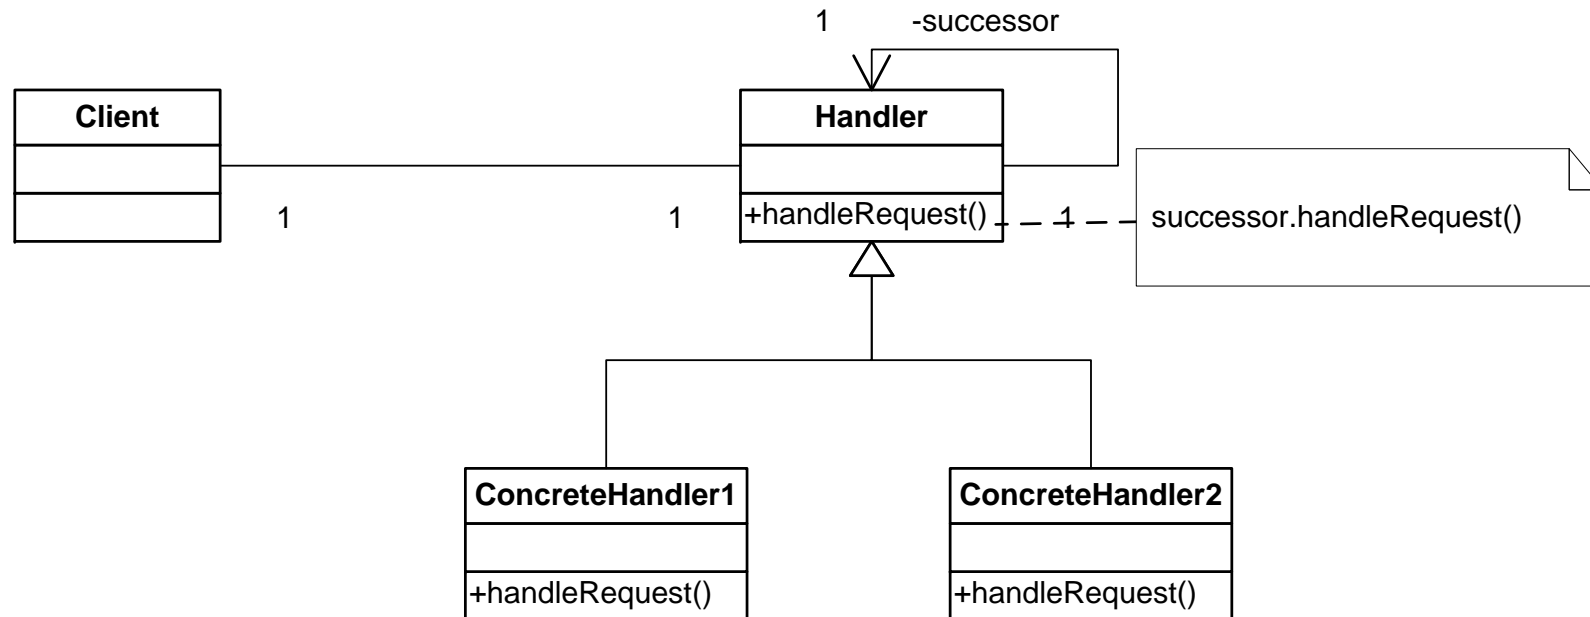 1 -successor
Client
Handler
1
1
+handleRequest()
1
successor.handleRequest()
ConcreteHandler1
ConcreteHandler2
+handleRequest()
+handleRequest()